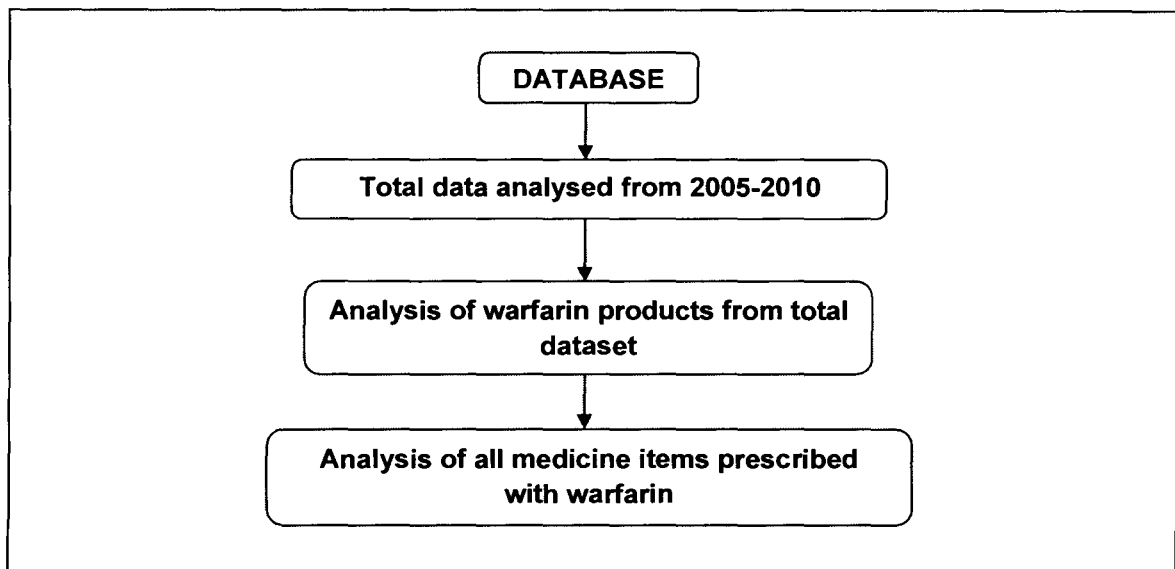 DATABASE
Total data analysed from 2005-2010
Analysis of warfarin products from total
dataset
Analysis of all medicine items prescribed
with warfarin